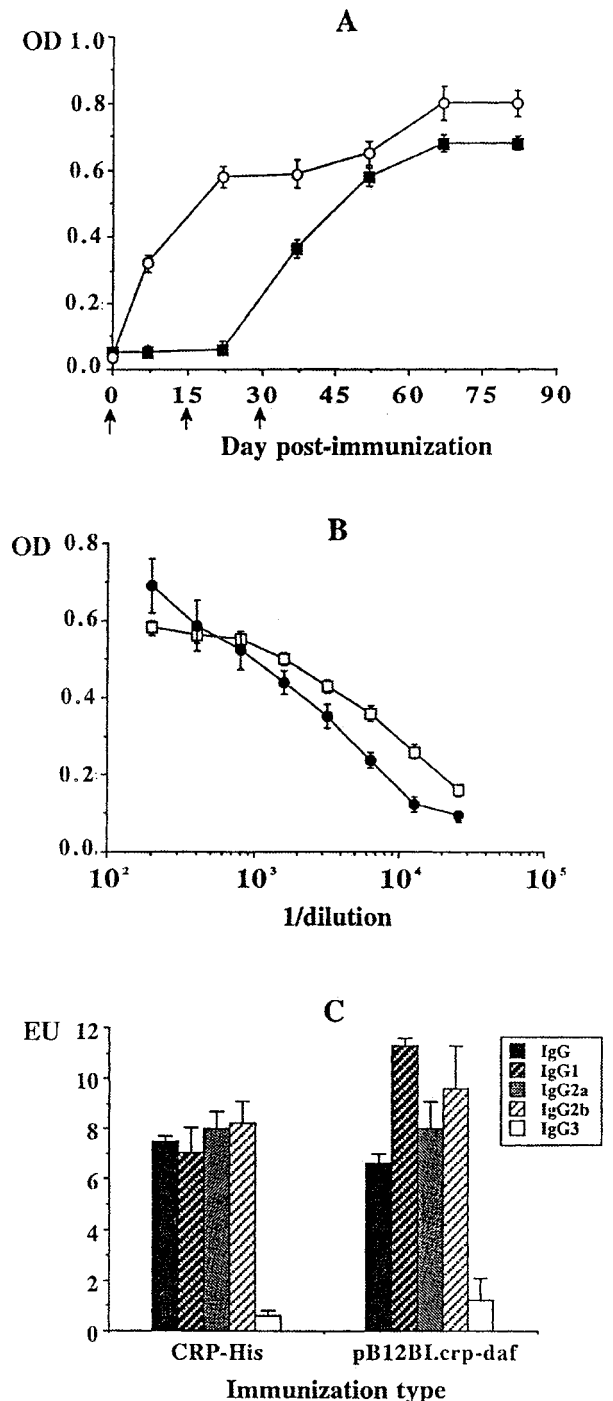 A
OD 1.0
0.8
0.6
0.4
0.2
0.0
0 15 30 45 60 75 90
Day post-immunization
B
OD 0.8
0.6
0.4
0.2
0.0
10² 10³ 10⁴ 10⁵
1/dilution
C
EU 12
10
8
6
4
2
0
IgG
IgG1
IgG2a
IgG2b
IgG3
CRP-His pB12BI.crp-daf
Immunization type